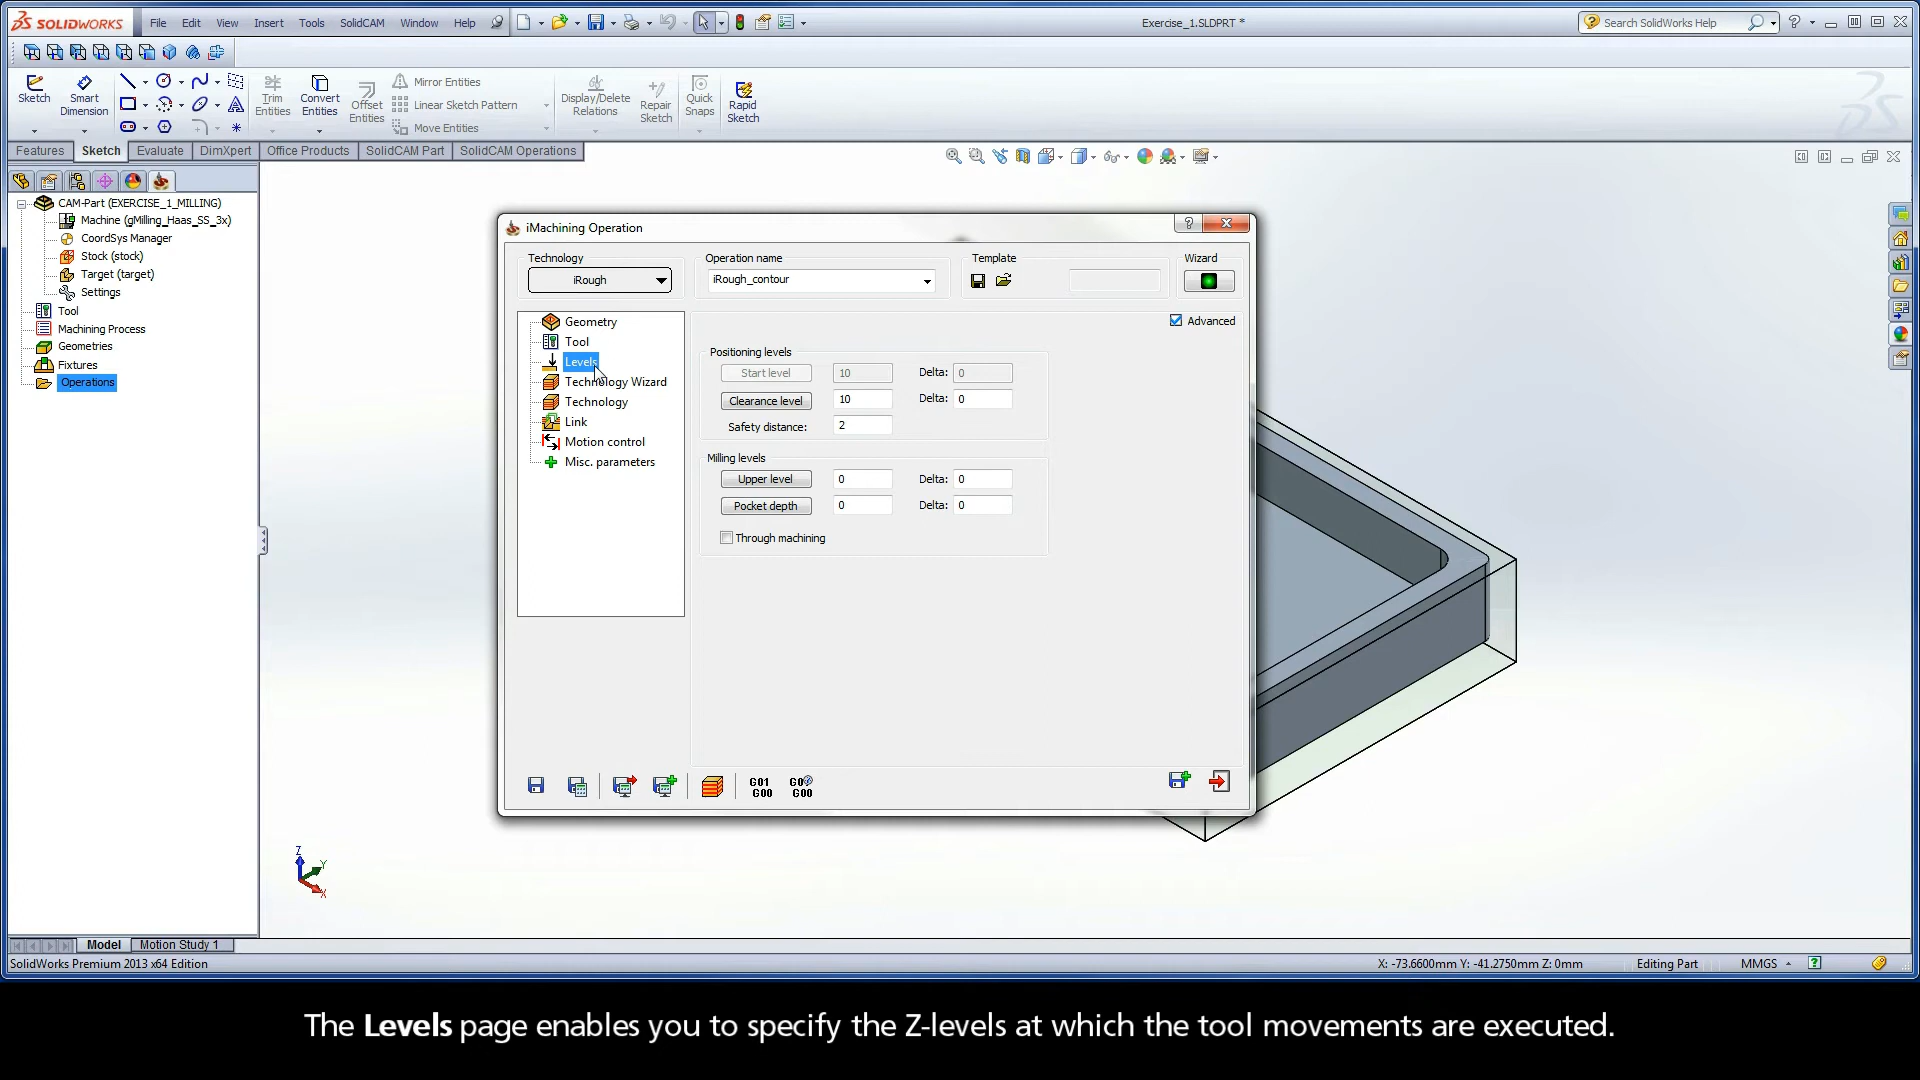 SOLIDWORKS File Edit View Insert Tools SolidCAM Window Help Exercise_1.SLDPRT * Search SolidWorks Help
Sketch Smart Dimension Trim Entities Convert Entities Offset Entities Mirror Entities Linear Sketch Pattern Move Entities Display/Delete Relations Repair Sketch Quick Snaps Rapid Sketch
Features Sketch Evaluate DimXpert Office Products SolidCAM Part SolidCAM Operations
CAM-Part (EXERCISE_1_MILLING)
Machine (gMilling_Haas_SS_3x)
CoordSys Manager
Stock (stock)
Target (target)
Settings
Tool
Machining Process
Geometries
Fixtures
Operations
iMachining Operation
Technology Operation name Template Wizard
iRough iRough_contour
Geometry
Tool
Levels
Technology Wizard
Technology
Link
Motion control
Misc. parameters
Advanced
Positioning levels
Start level 10 Delta: 0
Clearance level 10 Delta: 0
Safety distance: 2
Milling levels
Upper level 0 Delta: 0
Pocket depth 0 Delta: 0
Through machining
G01 G00
G00
Z
Y
X
Model Motion Study 1
SolidWorks Premium 2013 x64 Edition X: -73.6600mm Y: -41.2750mm Z: 0mm Editing Part MMGS
The Levels page enables you to specify the Z-levels at which the tool movements are executed.